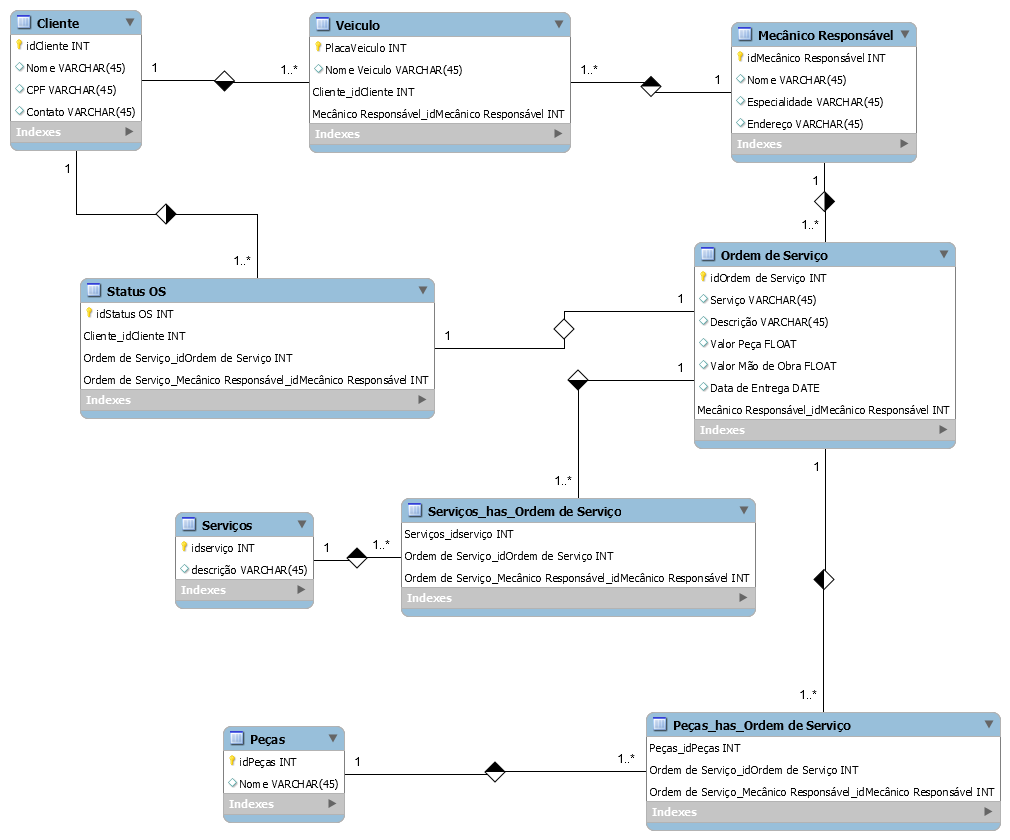 Cliente
idCliente INT
Nome VARCHAR(45)
CPF VARCHAR(45)
Contato VARCHAR(45)
Indexes
1
1..*
Veiculo
PlacaVeiculo INT
Nome Veiculo VARCHAR(45)
Cliente_idCliente INT
Mecânico Responsável_idMecânico Responsável INT
Indexes
1..*
1
Mecânico Responsável
idMecânico Responsável INT
Nome VARCHAR(45)
Especialidade VARCHAR(45)
Endereço VARCHAR(45)
Indexes
1
1..*
1
1..*
Status OS
idStatus OS INT
Cliente_idCliente INT
Ordem de Serviço_idOrdem de Serviço INT
Ordem de Serviço_Mecânico Responsável_idMecânico Responsável INT
Indexes
1
1
Ordem de Serviço
idOrdem de Serviço INT
Serviço VARCHAR(45)
Descrição VARCHAR(45)
Valor Peça FLOAT
Valor Mão de Obra FLOAT
Data de Entrega DATE
Mecânico Responsável_idMecânico Responsável INT
Indexes
1
1..*
1
1..*
Serviços
idserviço INT
descrição VARCHAR(45)
Indexes
1
1..*
Serviços_has_Ordem de Serviço
Serviços_idserviço INT
Ordem de Serviço_idOrdem de Serviço INT
Ordem de Serviço_Mecânico Responsável_idMecânico Responsável INT
Indexes
Peças
idPeças INT
Nome VARCHAR(45)
Indexes
1
1..*
Peças_has_Ordem de Serviço
Peças_idPeças INT
Ordem de Serviço_idOrdem de Serviço INT
Ordem de Serviço_Mecânico Responsável_idMecânico Responsável INT
Indexes